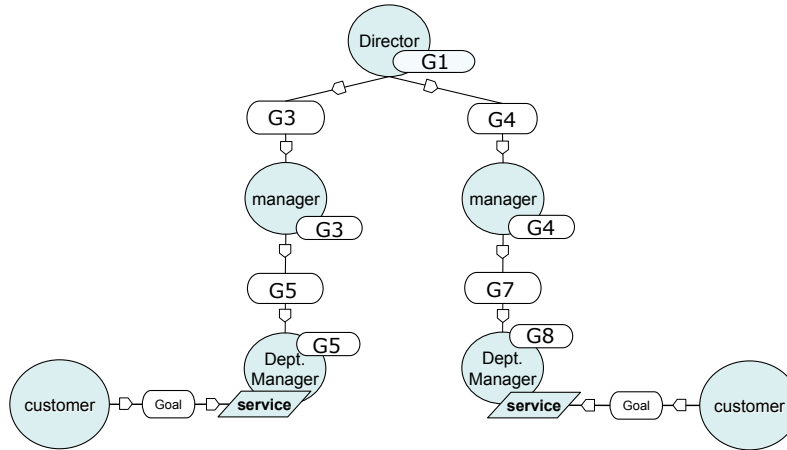 Director
G1
G3
G4
manager
G3
manager
G4
G5
G7
G5
Dept.
Manager
service
G8
Dept.
Manager
service
customer
Goal
Goal
customer